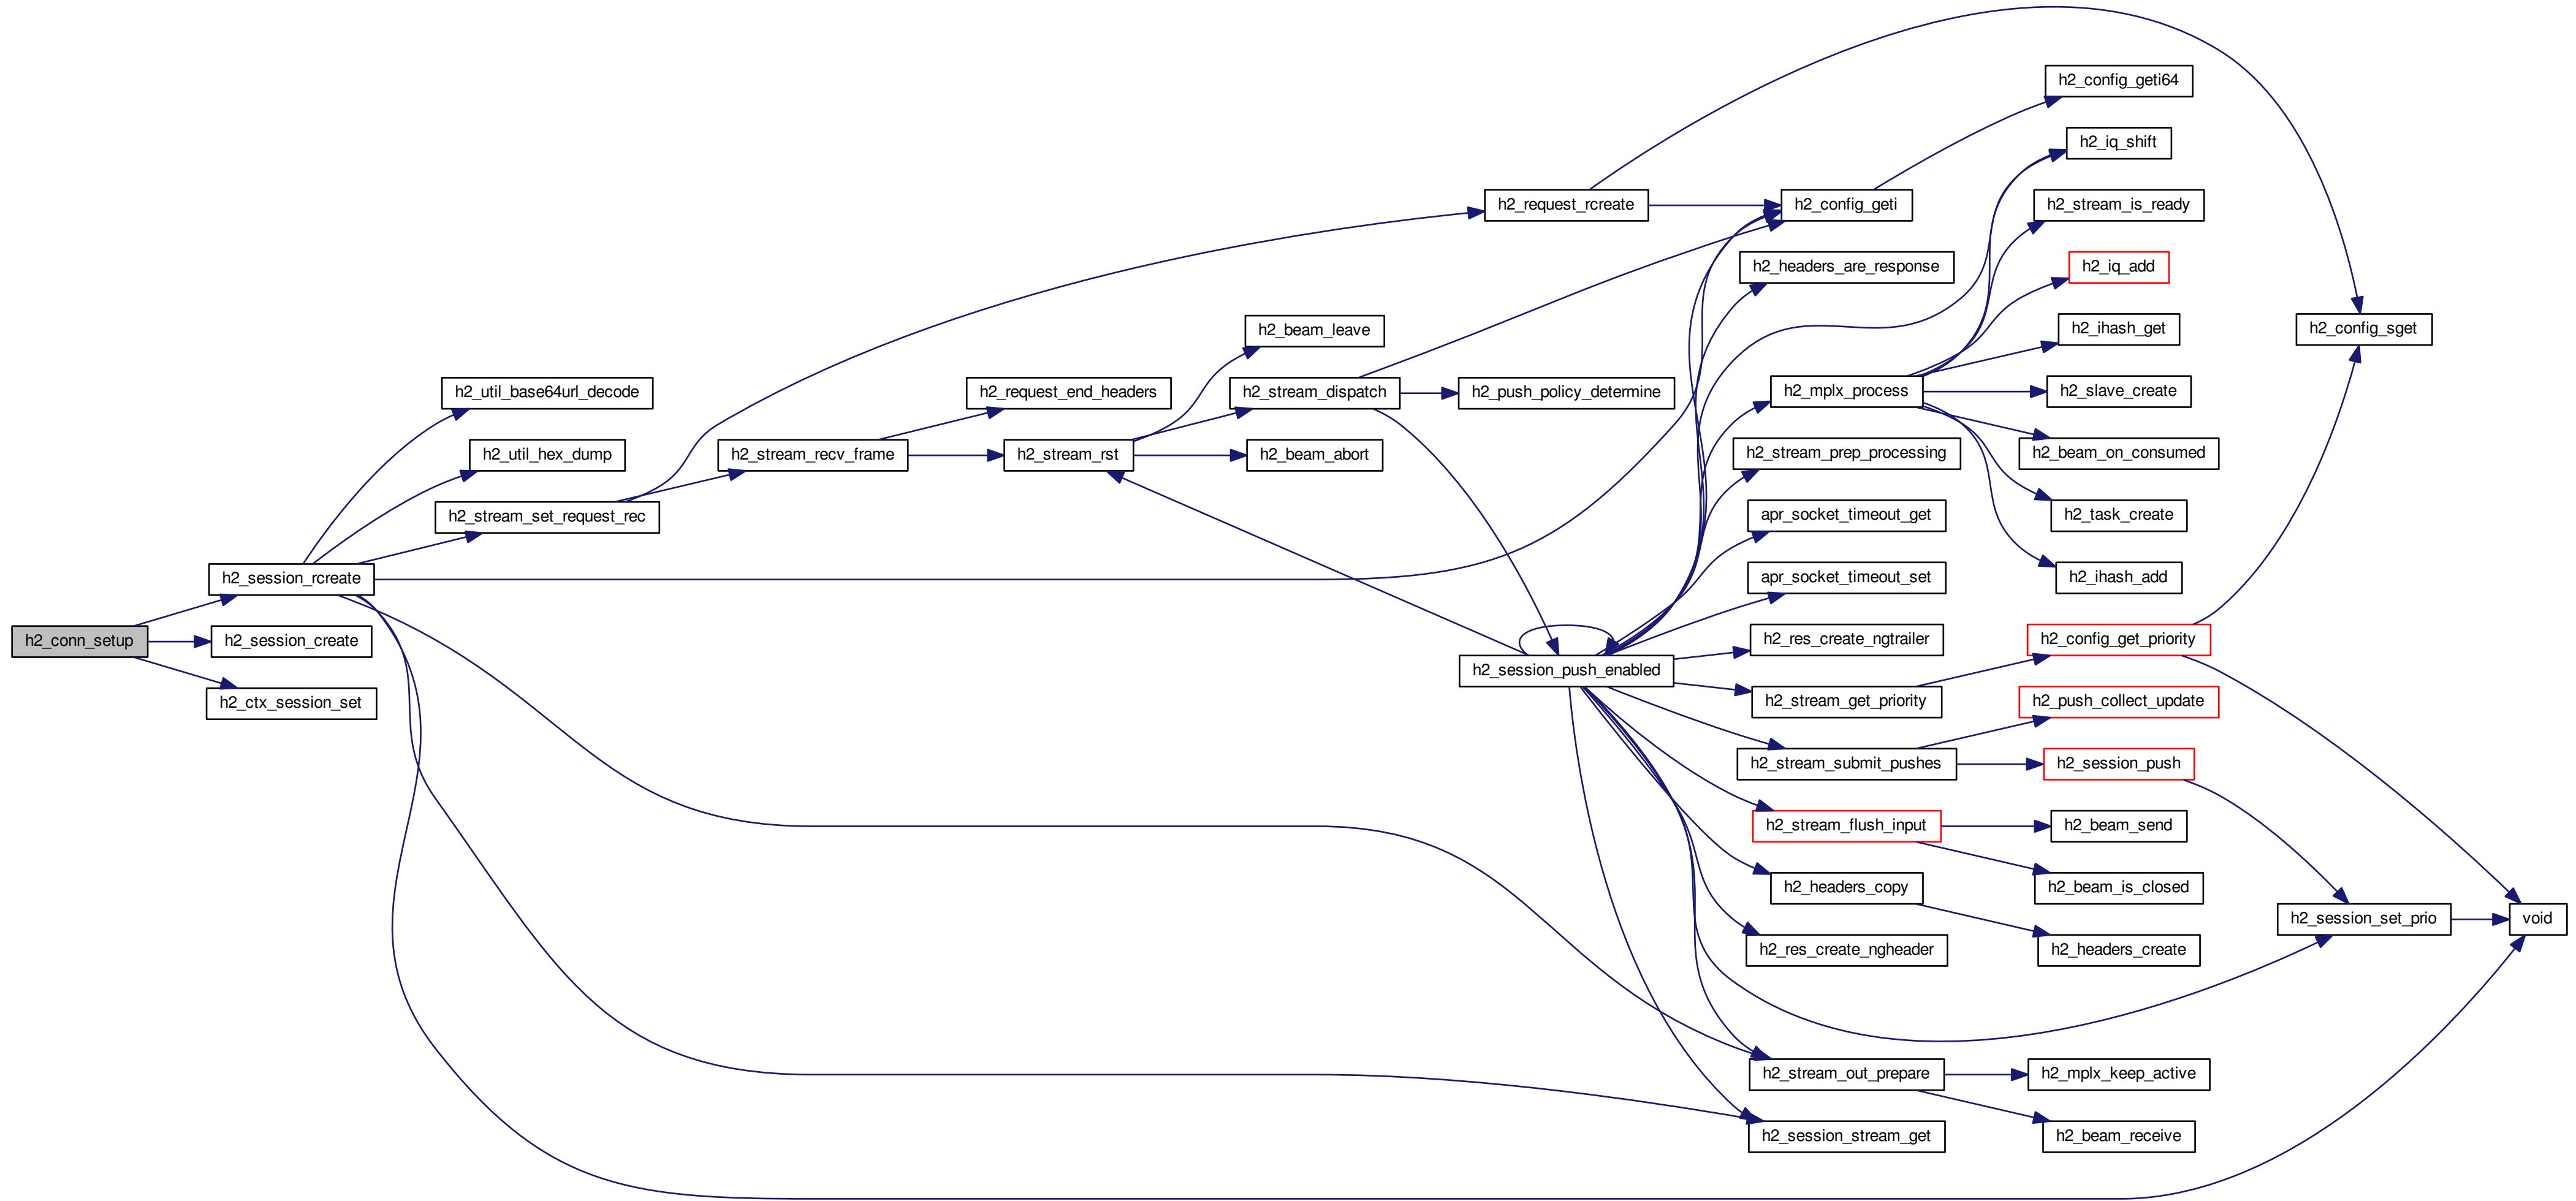 h2_conn_setup
h2_session_rcreate
h2_session_create
h2_ctx_session_set
h2_util_base64url_decode
h2_util_hex_dump
h2_stream_set_request_rec
h2_stream_recv_frame
h2_request_end_headers
h2_stream_rst
h2_beam_leave
h2_stream_dispatch
h2_beam_abort
h2_request_rcreate
h2_push_policy_determine
h2_session_push_enabled
h2_config_geti
h2_headers_are_response
h2_mplx_process
h2_stream_prep_processing
apr_socket_timeout_get
apr_socket_timeout_set
h2_res_create_ngtrailer
h2_stream_get_priority
h2_stream_submit_pushes
h2_stream_flush_input
h2_headers_copy
h2_res_create_ngheader
h2_stream_out_prepare
h2_session_stream_get
h2_config_geti64
h2_iq_shift
h2_stream_is_ready
h2_iq_add
h2_ihash_get
h2_slave_create
h2_beam_on_consumed
h2_task_create
h2_ihash_add
h2_config_get_priority
h2_push_collect_update
h2_session_push
h2_beam_send
h2_beam_is_closed
h2_headers_create
h2_mplx_keep_active
h2_beam_receive
h2_config_sget
h2_session_set_prio
void